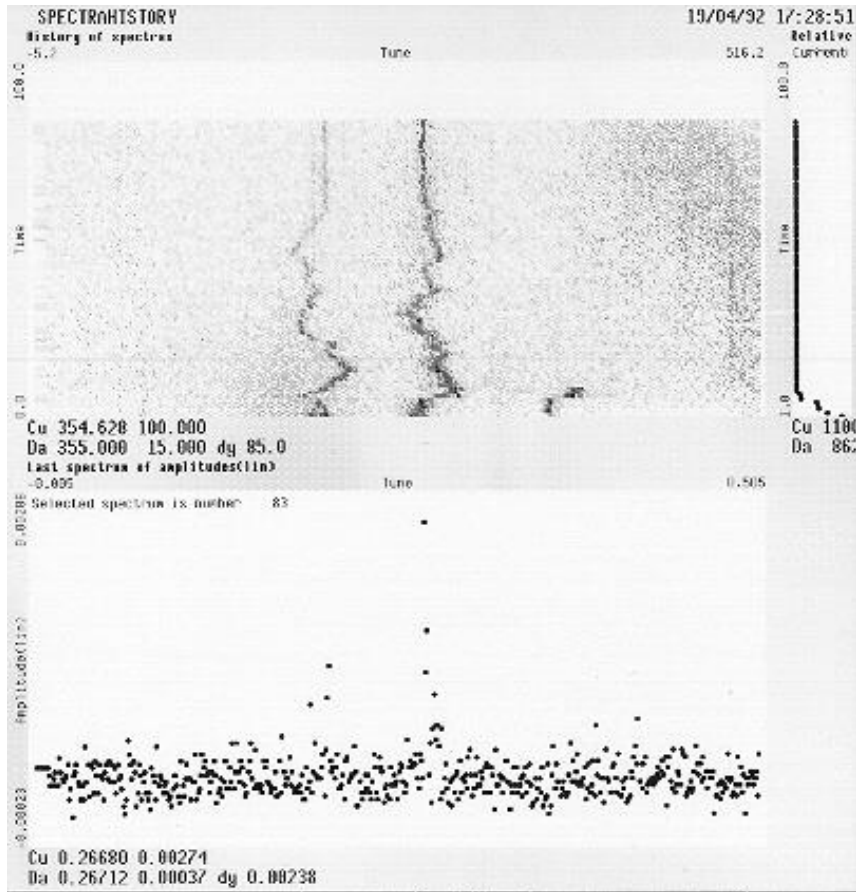 SPECTRAHISTORY 19/04/92 17:28:51
History of spectras Relative
-5.2 Tune 516.2 Current
100.0 100.0
Time Time
0.0 1.0
Cu 354.628 100.000 Cu 1100
Da 355.000 15.000 dy 85.0 Da 862
Last spectrum of amplitudes(lin)
-0.005 Tune 0.505
Selected spectrum is number 83
0.00286
Amplitude(lin)
-0.00023
Cu 0.26680 0.00274
Da 0.26712 0.00037 dy 0.00238